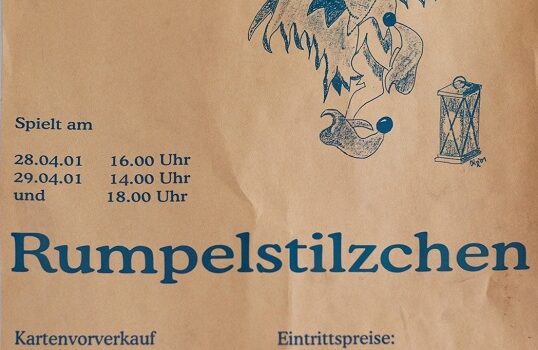 Spielt am
28.04.01 16.00 Uhr
29.04.01 14.00 Uhr
und 18.00 Uhr
Rumpelstilzchen
Kartenvorverkauf Eintrittspreise: